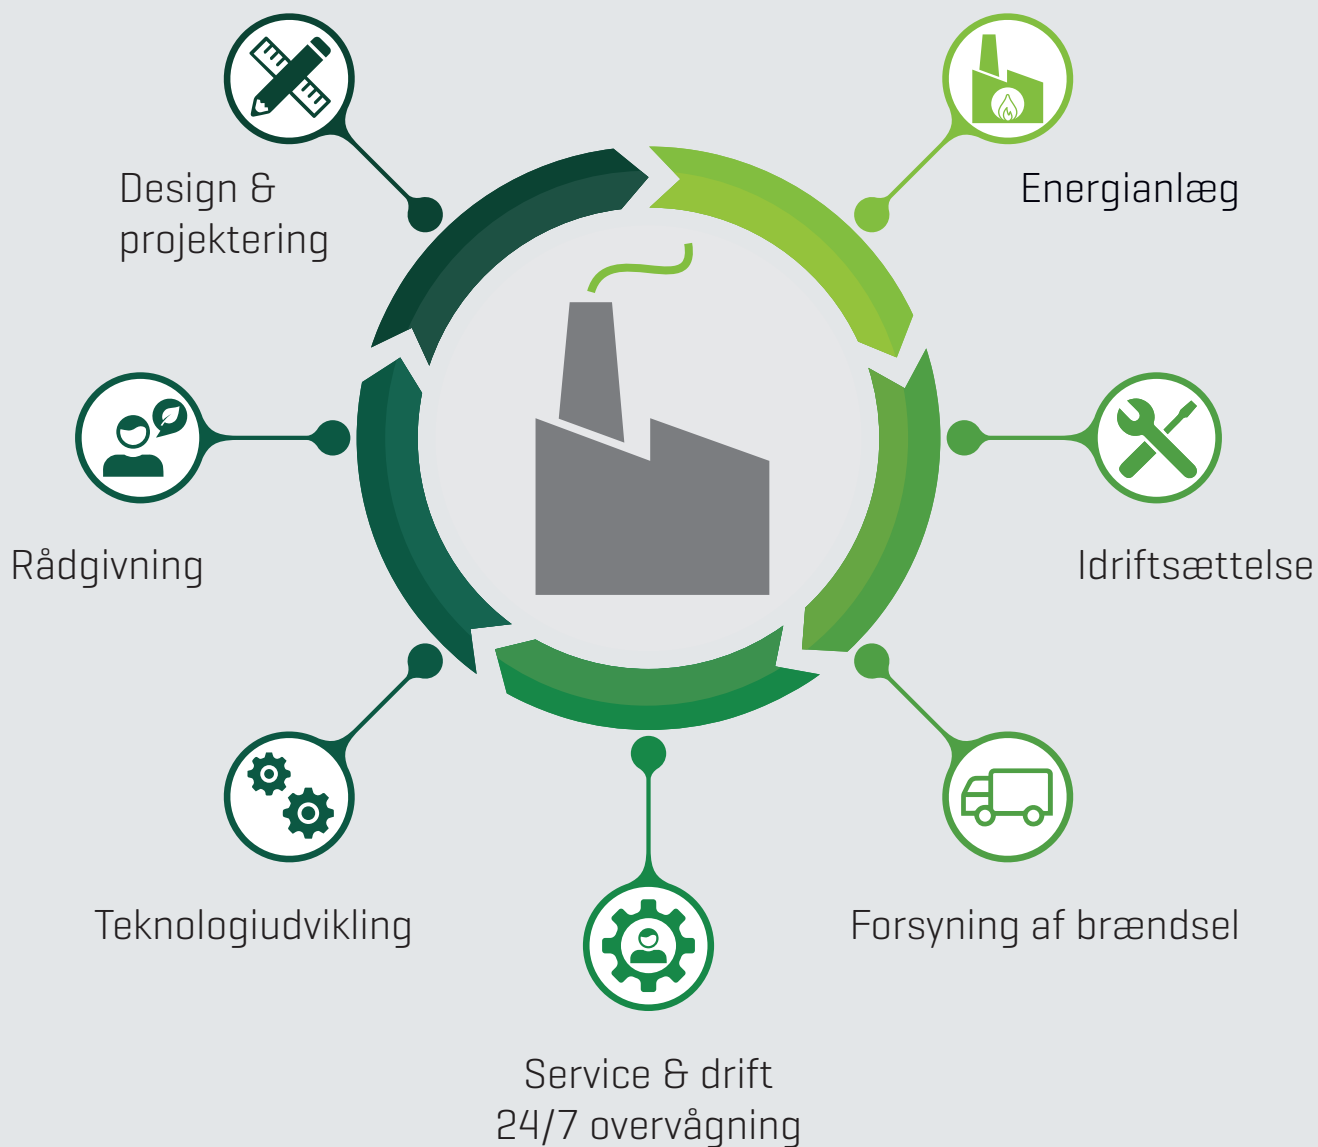 Design &
projektering
Energianlæg
Rådgivning
Idriftsættelse
Teknologiudvikling
Forsyning af brændsel
Service & drift
24/7 overvågning